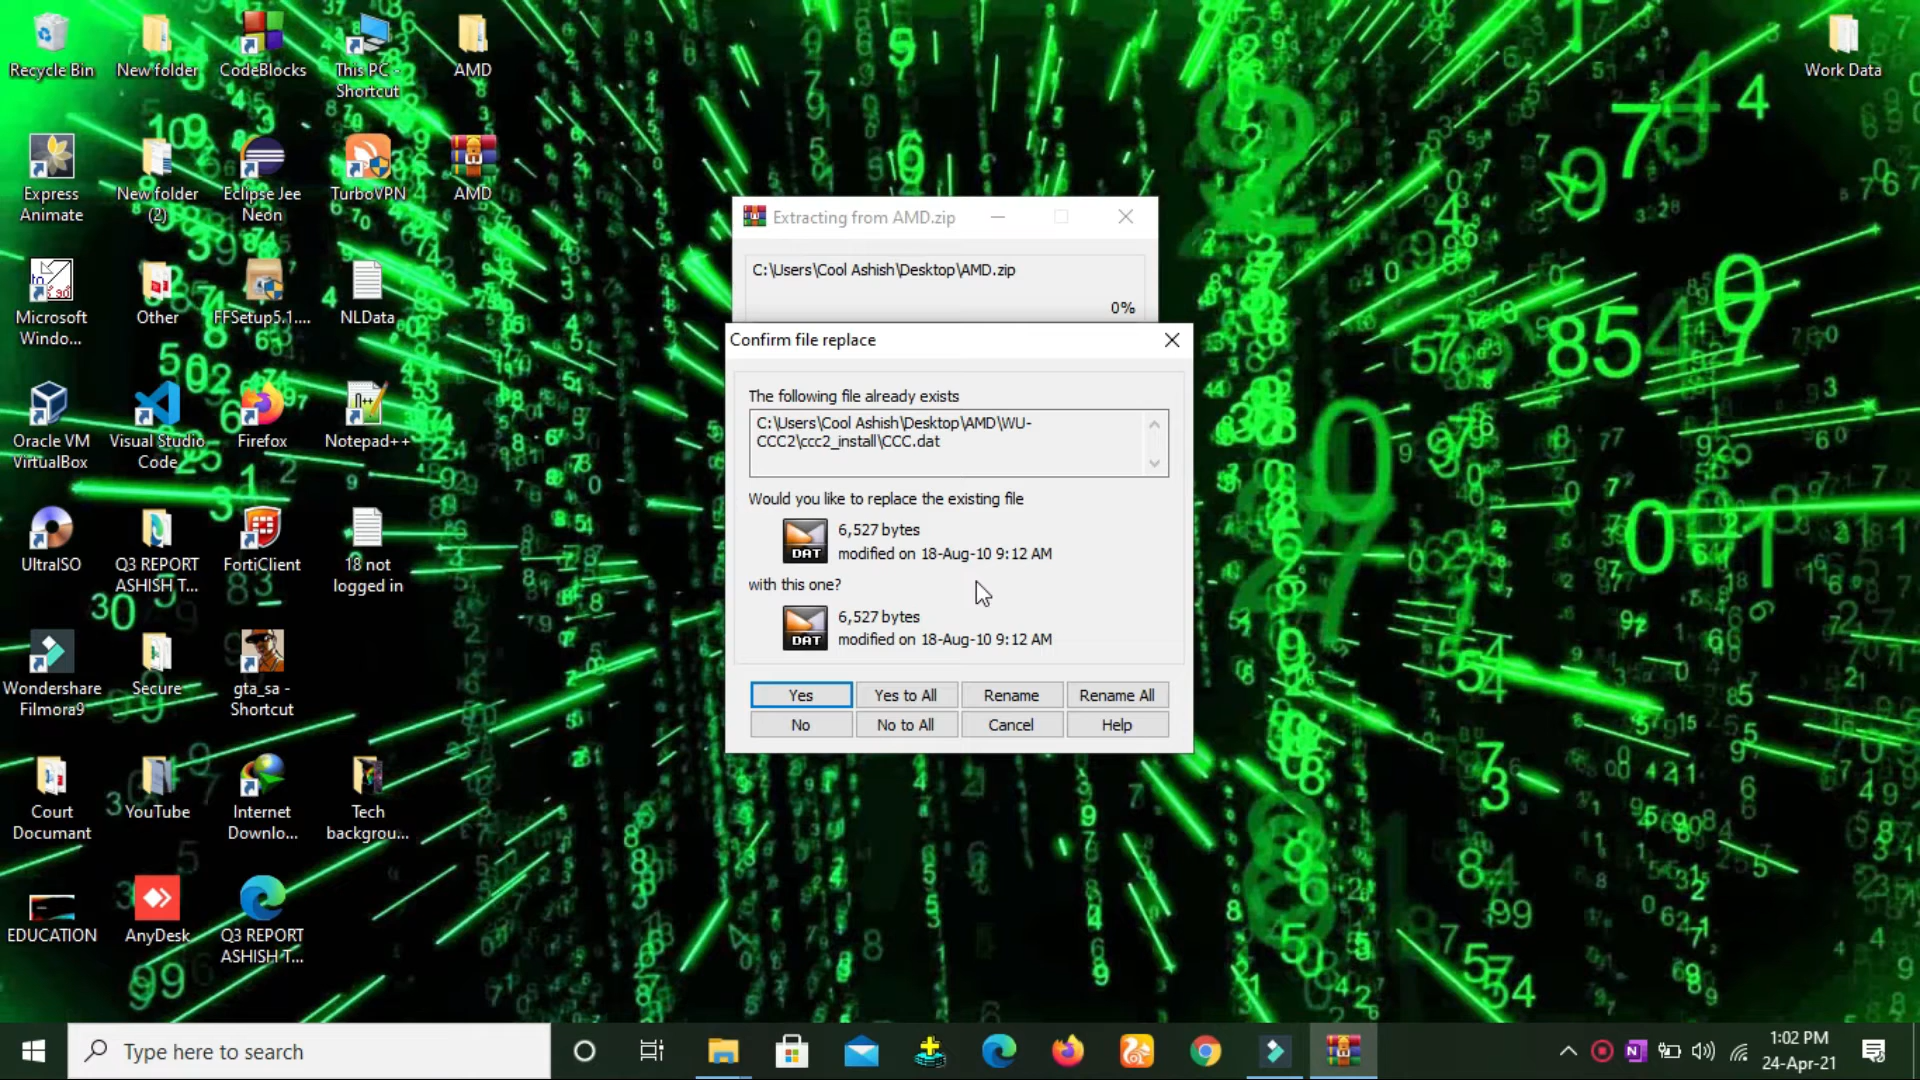 Recycle Bin
New folder
CodeBlocks
This PC -
Shortcut
AMD
Work Data
Express
Animate
New folder
(2)
Eclipse Jee
Neon
TurboVPN
AMD
Microsoft
Windo...
Other
FFSetup5.1....
NLData
Oracle VM
VirtualBox
Visual Studio
Code
Firefox
Notepad++
UltraISO
Q3 REPORT
ASHISH T...
FortiClient
18 not
logged in
Wondershare
Filmora9
Secure
gta_sa -
Shortcut
Court
Documant
YouTube
Internet
Downlo...
Tech
backgrou...
EDUCATION
AnyDesk
Q3 REPORT
ASHISH T...
Extracting from AMD.zip
C:\Users\Cool Ashish\Desktop\AMD.zip
0%
Confirm file replace
The following file already exists
C:\Users\Cool Ashish\Desktop\AMD\WU-
CCC2\ccc2_install\CCC.dat
Would you like to replace the existing file
DAT
6,527 bytes
modified on 18-Aug-10 9:12 AM
with this one?
DAT
6,527 bytes
modified on 18-Aug-10 9:12 AM
Yes
Yes to All
Rename
Rename All
No
No to All
Cancel
Help
Type here to search
1:02 PM
24-Apr-21